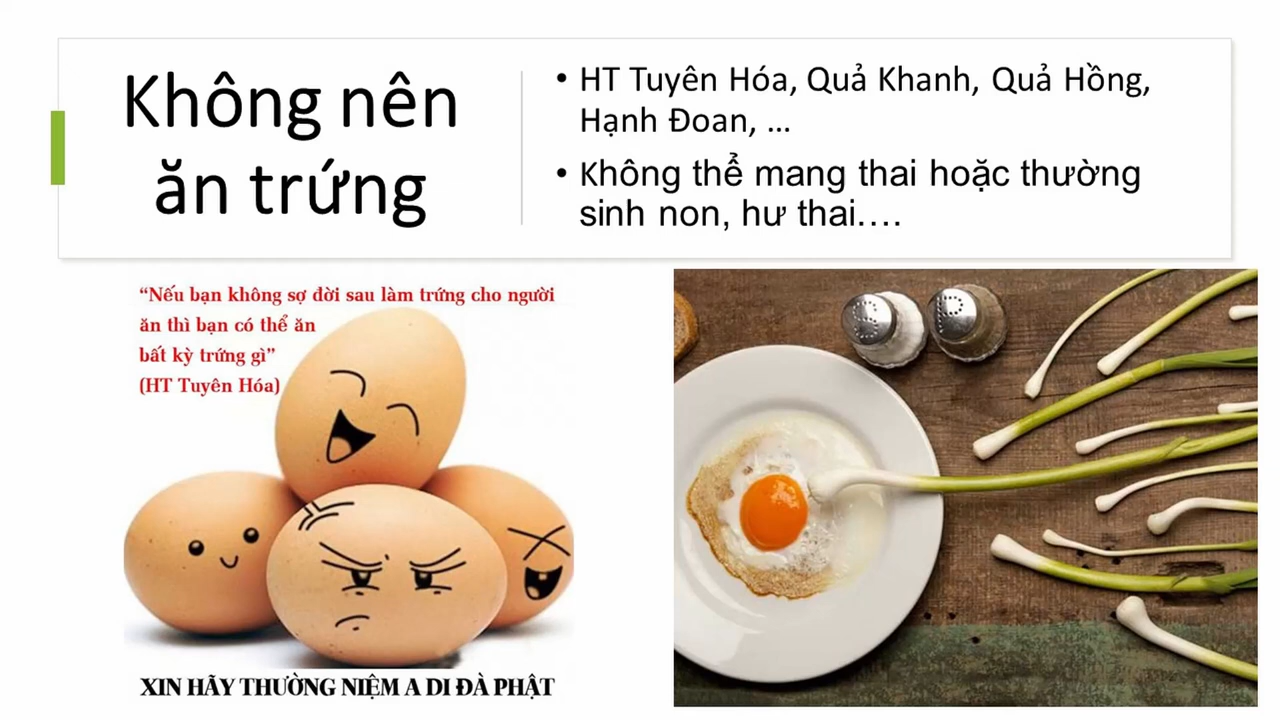 Không nên
ăn trứng
• HT Tuyên Hóa, Quả Khanh, Quả Hồng,
Hạnh Đoan, ...
• Không thể mang thai hoặc thường
sinh non, hư thai….
“Nếu bạn không sợ đời sau làm trứng cho người
ăn thì bạn có thể ăn
bất kỳ trứng gì”
(HT Tuyên Hóa)
XIN HÃY THƯỜNG NIỆM A DI ĐÀ PHẬT